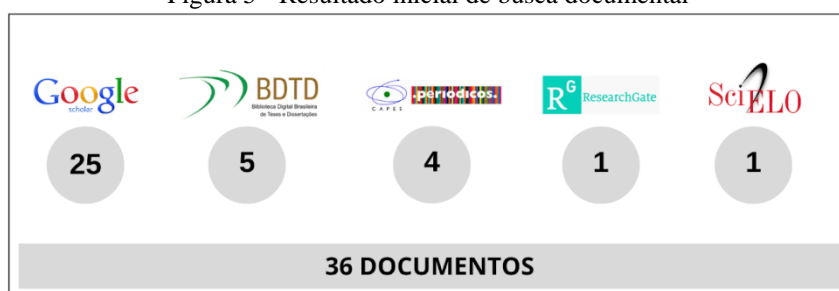 Figura 3 - Resultado inicial de busca documental
Google
scholar
BDTD
Biblioteca Digital Brasileira
de Teses e Dissertações
.periodicos.
CAPES
RG ResearchGate
SciELO
25
5
4
1
1
36 DOCUMENTOS